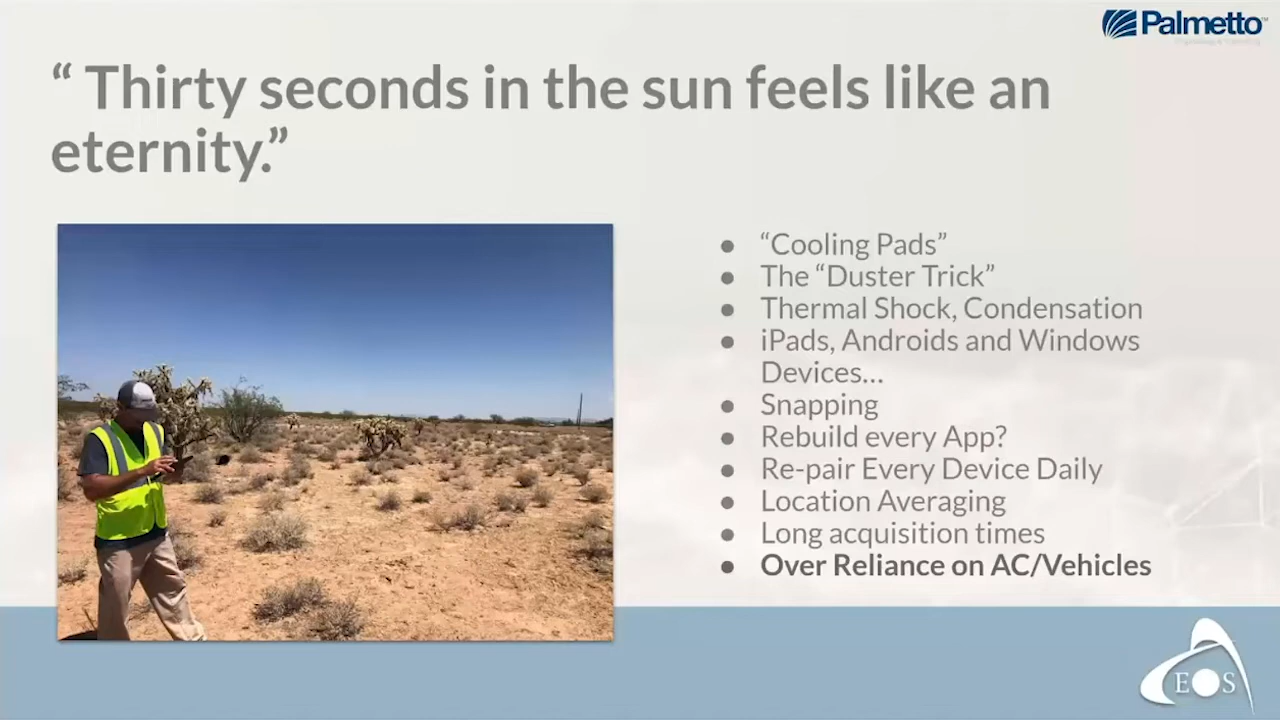 Palmetto
“ Thirty seconds in the sun feels like an
eternity.”
● “Cooling Pads”
● The “Duster Trick”
● Thermal Shock, Condensation
● iPads, Androids and Windows
Devices...
● Snapping
● Rebuild every App?
● Re-pair Every Device Daily
● Location Averaging
● Long acquisition times
● Over Reliance on AC/Vehicles
EOS